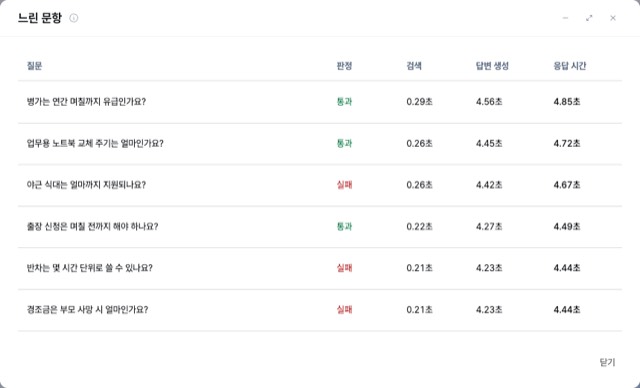 느린 문항
질문 판정 검색 답변 생성 응답 시간
병가는 연간 며칠까지 유급인가요? 통과 0.29초 4.56초 4.85초
업무용 노트북 교체 주기는 얼마인가요? 통과 0.26초 4.45초 4.72초
야근 식대는 얼마까지 지원되나요? 실패 0.26초 4.42초 4.67초
출장 신청은 며칠 전까지 해야 하나요? 통과 0.22초 4.27초 4.49초
반차는 몇 시간 단위로 쓸 수 있나요? 실패 0.21초 4.23초 4.44초
경조금은 부모 사망 시 얼마인가요? 실패 0.21초 4.23초 4.44초
닫기